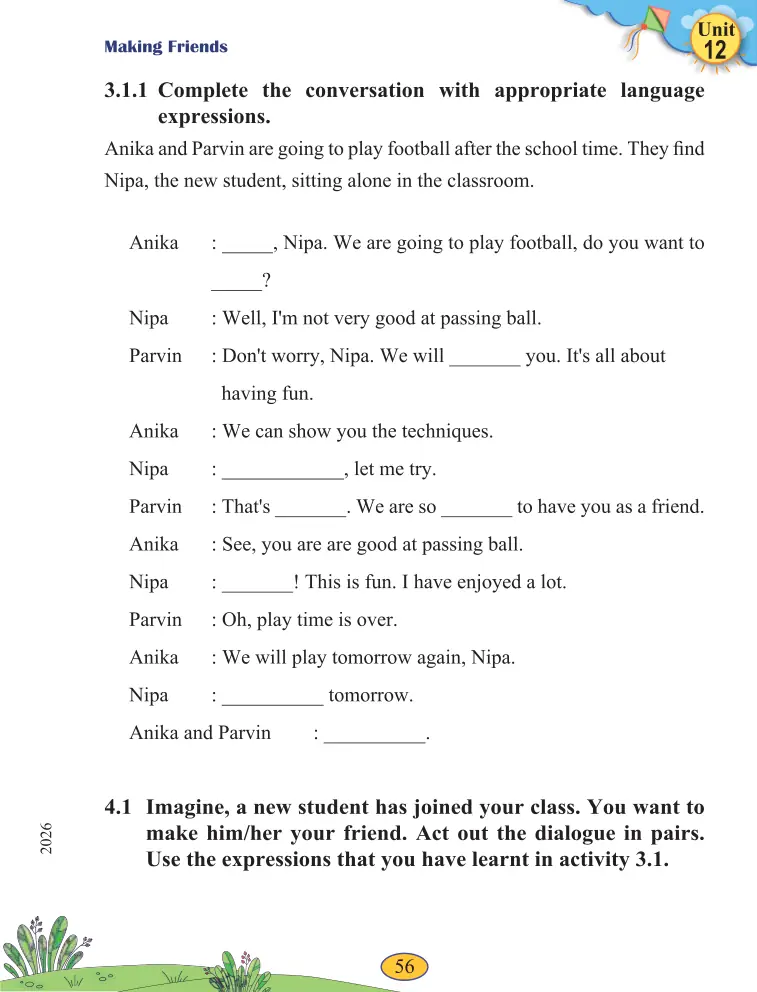 Making Friends
Unit
12
3.1.1 Complete the conversation with appropriate language
expressions.
Anika and Parvin are going to play football after the school time. They find
Nipa, the new student, sitting alone in the classroom.
Anika : _____, Nipa. We are going to play football, do you want to
_____?
Nipa : Well, I'm not very good at passing ball.
Parvin : Don't worry, Nipa. We will _______ you. It's all about
having fun.
Anika : We can show you the techniques.
Nipa : ____________, let me try.
Parvin : That's _______. We are so _______ to have you as a friend.
Anika : See, you are are good at passing ball.
Nipa : _______! This is fun. I have enjoyed a lot.
Parvin : Oh, play time is over.
Anika : We will play tomorrow again, Nipa.
Nipa : __________ tomorrow.
Anika and Parvin : __________.
4.1 Imagine, a new student has joined your class. You want to
make him/her your friend. Act out the dialogue in pairs.
Use the expressions that you have learnt in activity 3.1.
2026
56